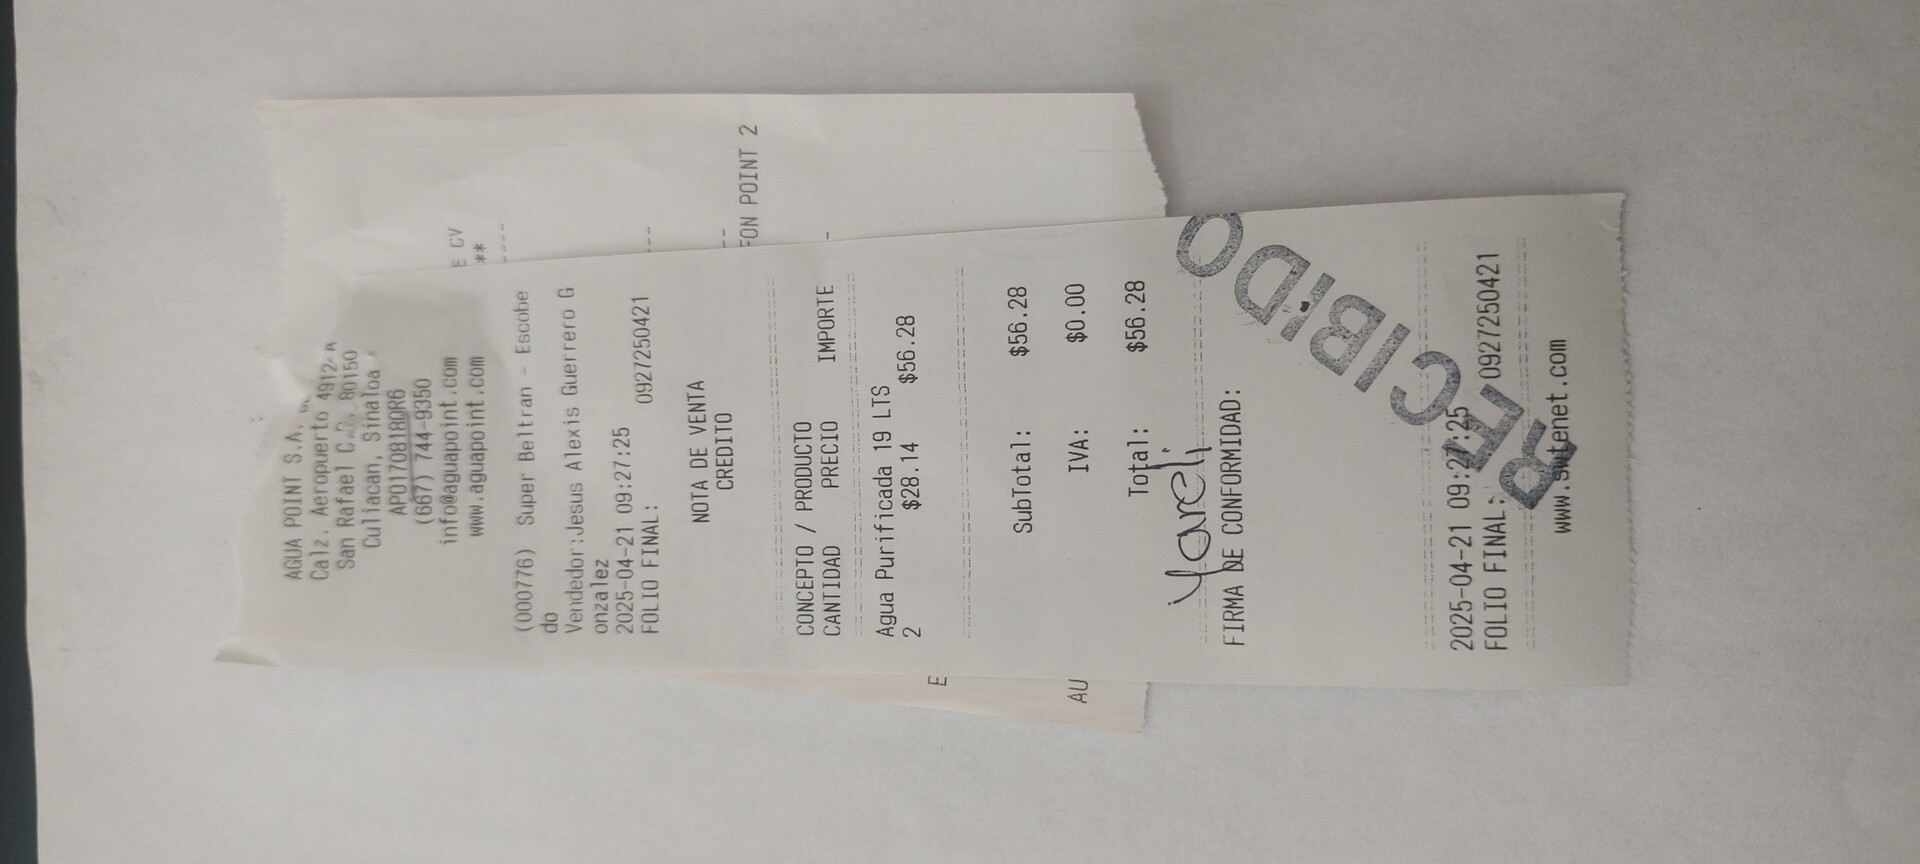 AGUA POINT S.A.
Calz. Aeropuerto 4912-A
San Rafael C.P. 80150
Culiacan, Sinaloa
APO170818QR6
(667) 744-9350
info@aguapoint.com
www.aguapoint.com
(000776) Super Beltran - Escobe
do
Vendedor:Jesus Alexis Guerrero G
onzalez
2025-04-21 09:27:25
FOLIO FINAL: 0927250421
NOTA DE VENTA
CREDITO
CONCEPTO / PRODUCTO
CANTIDAD PRECIO IMPORTE
Agua Purificada 19 LTS
2 $28.14 $56.28
SubTotal: $56.28
IVA: $0.00
Total: $56.28
Yareli
FIRMA DE CONFORMIDAD:
RECIBIDO
2025-04-21 09:27:25
FOLIO FINAL: 0927250421
www.swtenet.com
E CV
**
FON POINT 2
E
AU